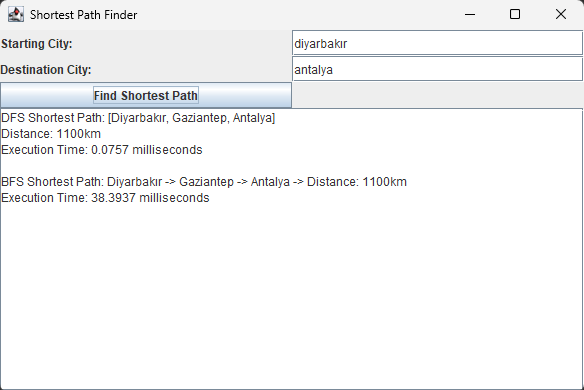 Shortest Path Finder
Starting City:
diyarbakır
Destination City:
antalya
Find Shortest Path
DFS Shortest Path: [Diyarbakır, Gaziantep, Antalya]
Distance: 1100km
Execution Time: 0.0757 milliseconds
BFS Shortest Path: Diyarbakır -> Gaziantep -> Antalya -> Distance: 1100km
Execution Time: 38.3937 milliseconds